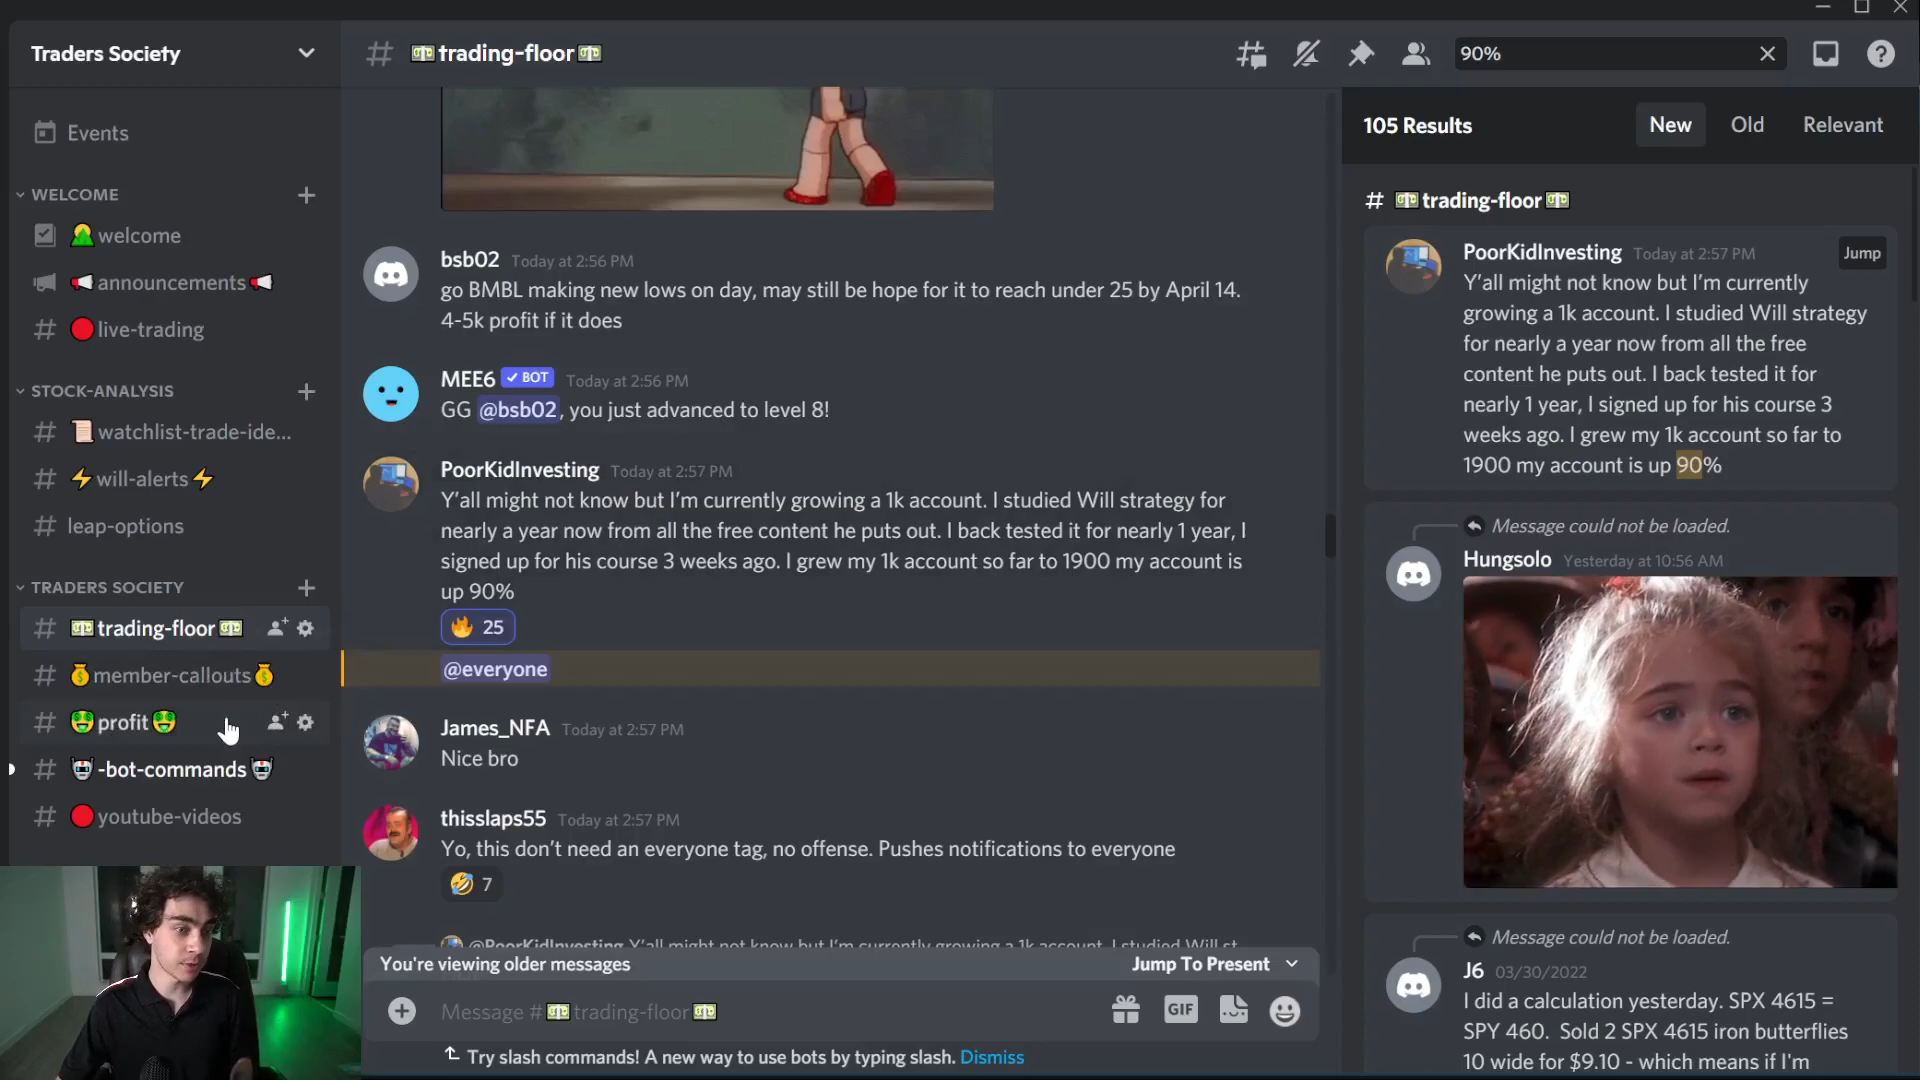 Traders Society
Events
WELCOME
welcome
announcements
live-trading
STOCK-ANALYSIS
watchlist-trade-ide...
will-alerts
leap-options
TRADERS SOCIETY
trading-floor
member-callouts
profit
-bot-commands
youtube-videos
trading-floor
90%
bsb02 Today at 2:56 PM
go BMBL making new lows on day, may still be hope for it to reach under 25 by April 14.
4-5k profit if it does
MEE6 ✓ BOT Today at 2:56 PM
GG @bsb02, you just advanced to level 8!
PoorKidInvesting Today at 2:57 PM
Y'all might not know but I'm currently growing a 1k account. I studied Will strategy for
nearly a year now from all the free content he puts out. I back tested it for nearly 1 year, I
signed up for his course 3 weeks ago. I grew my 1k account so far to 1900 my account is
up 90%
🔥 25
@everyone
James_NFA Today at 2:57 PM
Nice bro
thisslaps55 Today at 2:57 PM
Yo, this don't need an everyone tag, no offense. Pushes notifications to everyone
🤣 7
@PoorKidInvesting Y'all might not know but I'm currently growing a 1k account. I studied Will st
You're viewing older messages Jump To Present
Message # trading-floor
GIF
Try slash commands! A new way to use bots by typing slash. Dismiss
105 Results New Old Relevant
# trading-floor
PoorKidInvesting Today at 2:57 PM Jump
Y'all might not know but I'm currently
growing a 1k account. I studied Will strategy
for nearly a year now from all the free
content he puts out. I back tested it for
nearly 1 year, I signed up for his course 3
weeks ago. I grew my 1k account so far to
1900 my account is up 90%
Message could not be loaded.
Hungsolo Yesterday at 10:56 AM
Message could not be loaded.
J6 03/30/2022
I did a calculation yesterday. SPX 4615 =
SPY 460. Sold 2 SPX 4615 iron butterflies
10 wide for $9.10 - which means if I'm